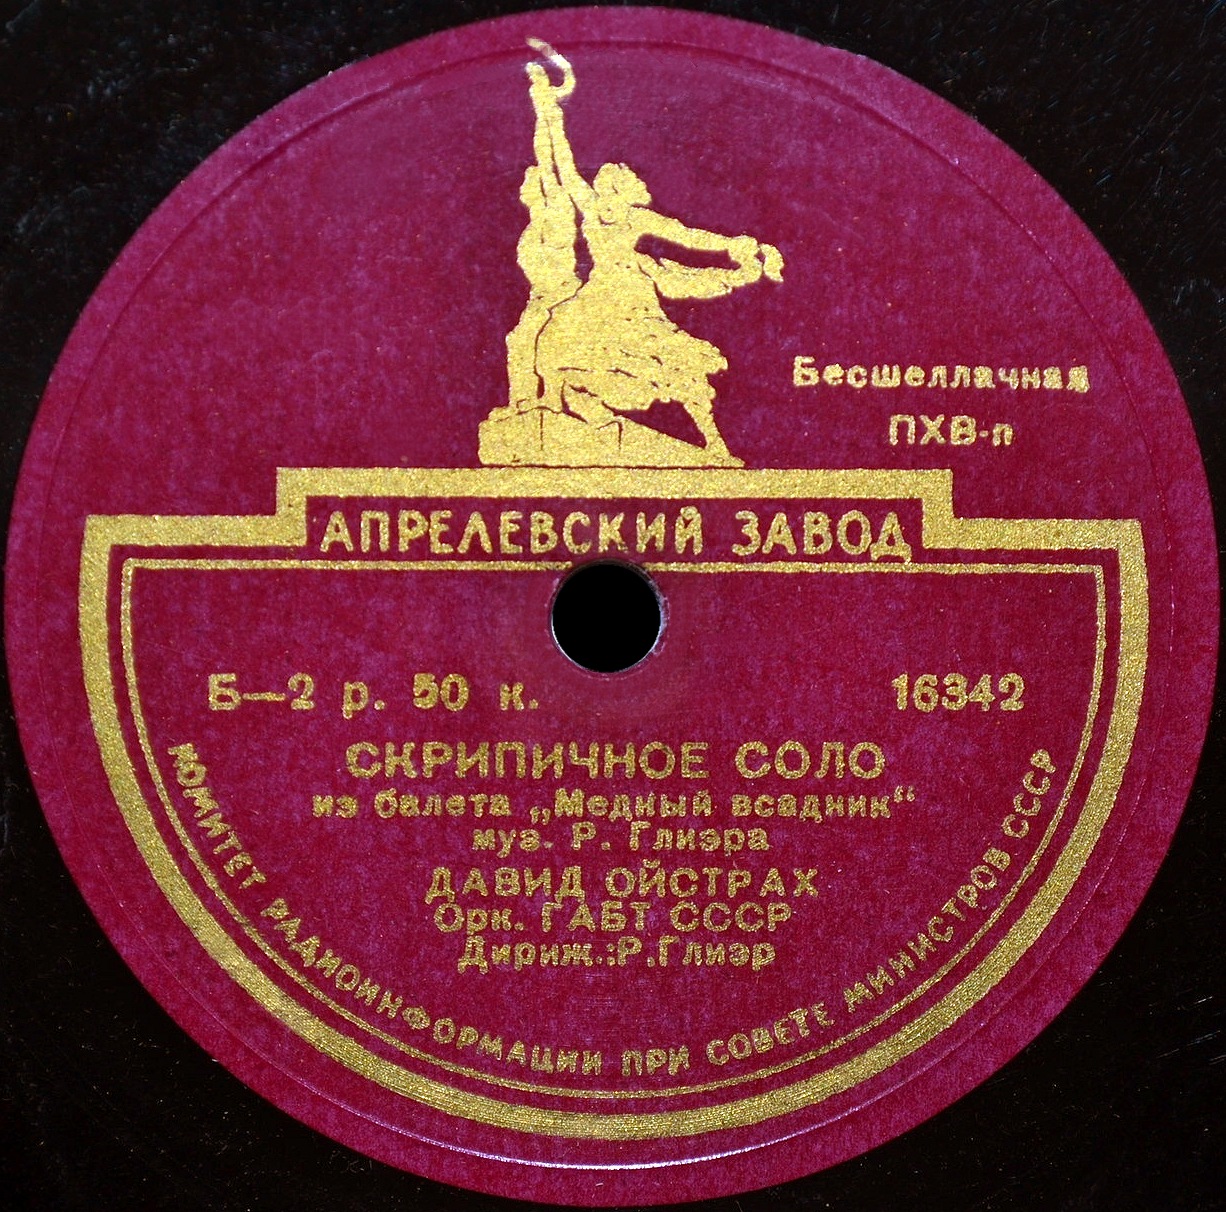 Бесшеллачная
ПХВ-п
АПРЕЛЕВСКИЙ ЗАВОД
Б—2 р. 50 к.
16342
СКРИПИЧНОЕ СОЛО
из балета „Медный всадник“
муз. Р. Глиэра
ДАВИД ОЙСТРАХ
Орк. ГАБТ СССР
Дириж.:Р.Глиэр
КОМИТЕТ РАДИОИНФОРМАЦИИ ПРИ СОВЕТЕ МИНИСТРОВ СССР